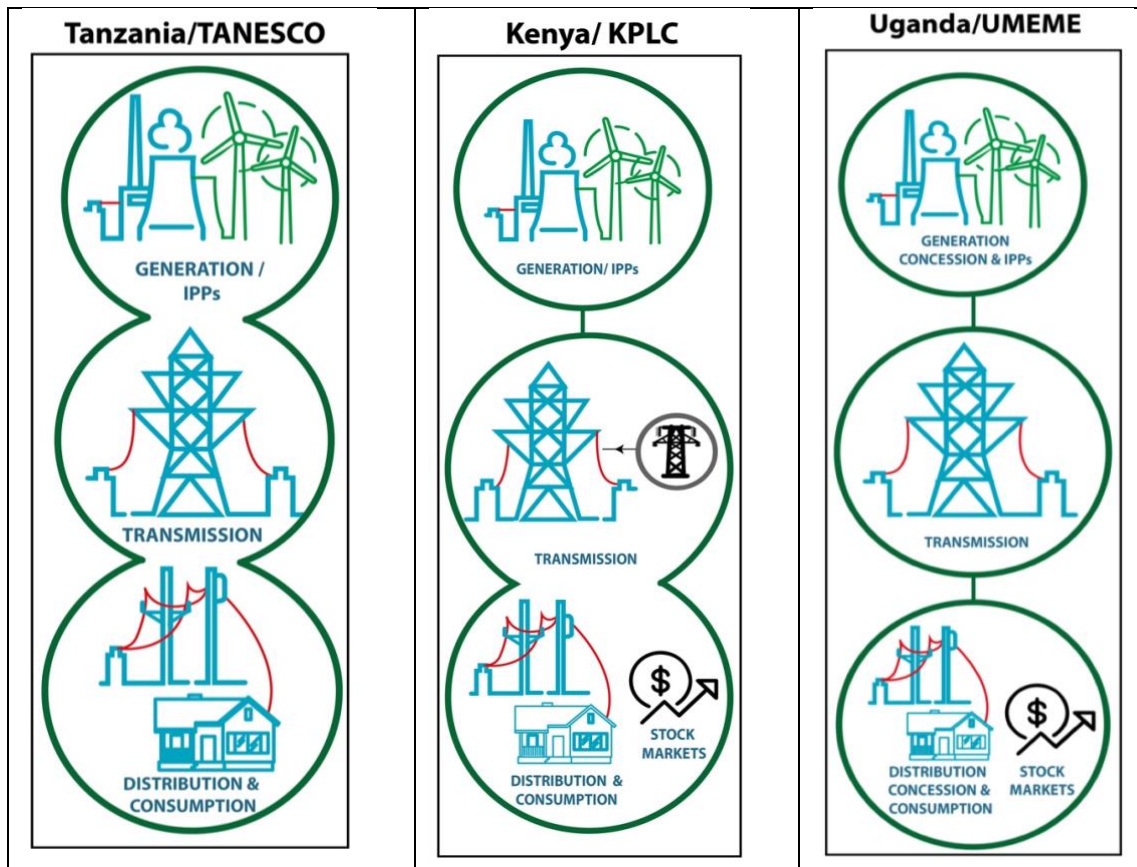 Tanzania/TANESCO
GENERATION /
IPPs
TRANSMISSION
DISTRIBUTION &
CONSUMPTION
Kenya/ KPLC
GENERATION/ IPPs
TRANSMISSION
$
STOCK
MARKETS
DISTRIBUTION &
CONSUMPTION
Uganda/UMEME
GENERATION
CONCESSION & IPPs
TRANSMISSION
$
DISTRIBUTION
CONCESSION &
CONSUMPTION
STOCK
MARKETS